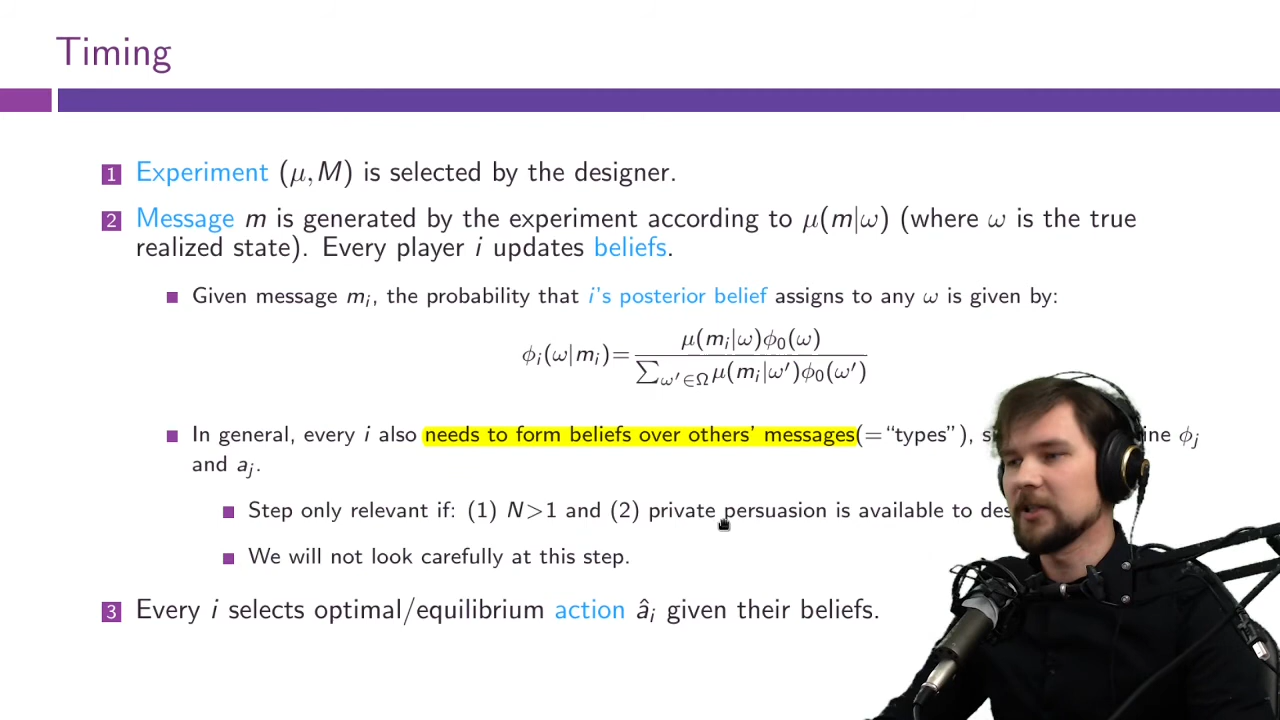 Timing
1 Experiment (μ, M) is selected by the designer.
2 Message m is generated by the experiment according to μ(m|ω) (where ω is the true
realized state). Every player i updates beliefs.
Given message mᵢ, the probability that i's posterior belief assigns to any ω is given by:
ϕᵢ(ω|mᵢ)= μ(mᵢ|ω)ϕ₀(ω) / ∑ω′∈Ω μ(mᵢ|ω′)ϕ₀(ω′)
In general, every i also needs to form beliefs over others' messages(=“types”), ϕⱼ
and aⱼ.
Step only relevant if: (1) N>1 and (2) private persuasion is available to
We will not look carefully at this step.
3 Every i selects optimal/equilibrium action âᵢ given their beliefs.